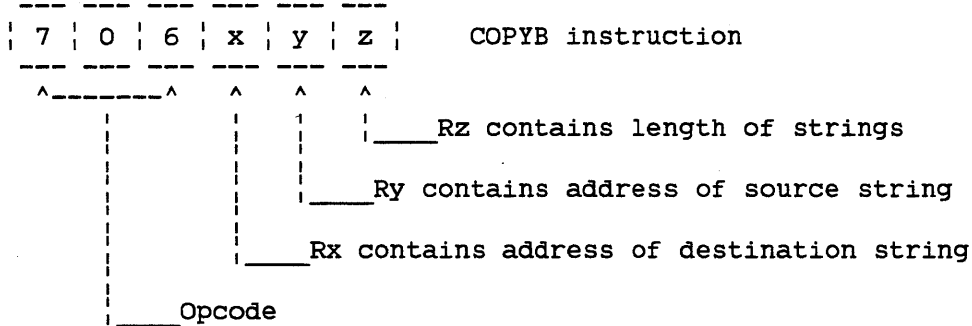 7 0 6 x y z COPYB instruction
Rz contains length of strings
Ry contains address of source string
Rx contains address of destination string
Opcode